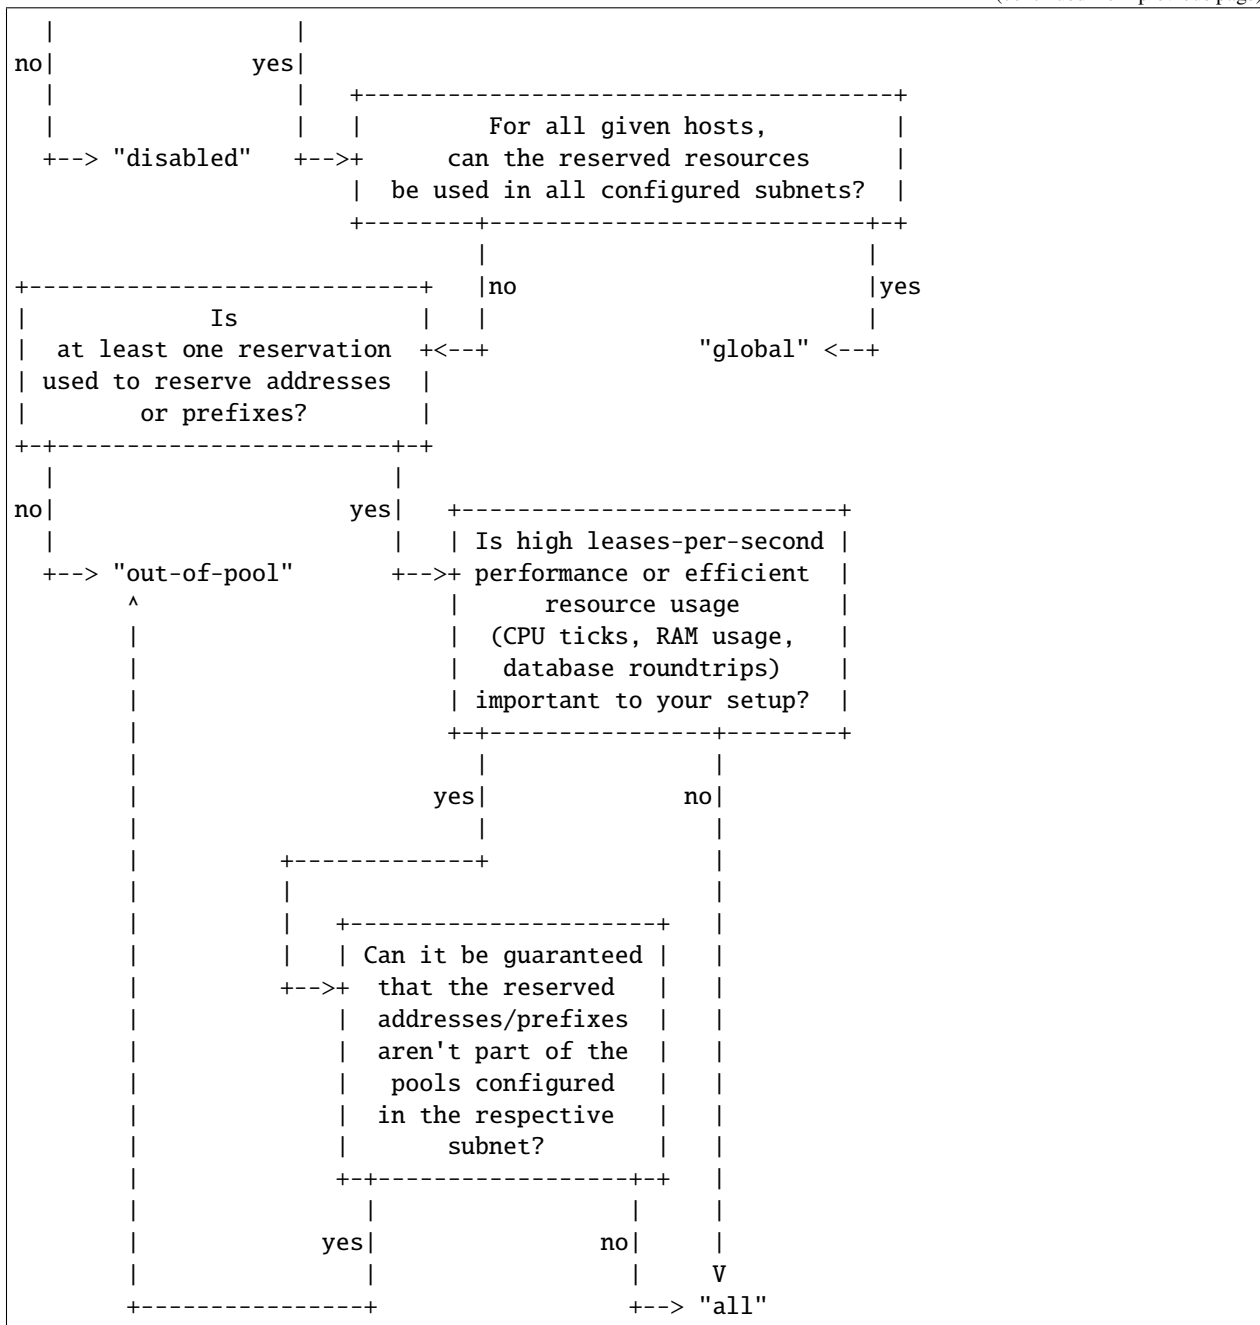 |                  |
no|               yes|
  |                  |   +--------------------------------------+
  |                  |   |         For all given hosts,         |
  +--> "disabled"   +-->+      can the reserved resources      |
                        |  be used in all configured subnets?  |
                        +--------+---------------------------+-+
                                 |                           |
+----------------------------+   |no                         |yes
|             Is             |   |                           |
|  at least one reservation  +<--+               "global" <--+
| used to reserve addresses  |
|        or prefixes?        |
+-+------------------------+-+
  |                        |
no|                     yes|   +---------------------------+
  |                        |   | Is high leases-per-second |
  +--> "out-of-pool"       +-->+ performance or efficient  |
        ^                      |      resource usage       |
        |                      |  (CPU ticks, RAM usage,   |
        |                      |   database roundtrips)    |
        |                      | important to your setup?  |
        |                      +-+----------------+--------+
        |                        |                |
        |                     yes|              no|
        |                        |                |
        |          +-------------+                |
        |          |                              |
        |          |   +----------------------+   |
        |          |   | Can it be guaranteed |   |
        |          +-->+  that the reserved   |   |
        |              |  addresses/prefixes  |   |
        |              |  aren't part of the  |   |
        |              |   pools configured   |   |
        |              |  in the respective   |   |
        |              |       subnet?        |   |
        |              +-+------------------+-+   |
        |                |                  |     |
        |             yes|                no|     |
        |                |                  |     V
        +----------------+                  +--> "all"